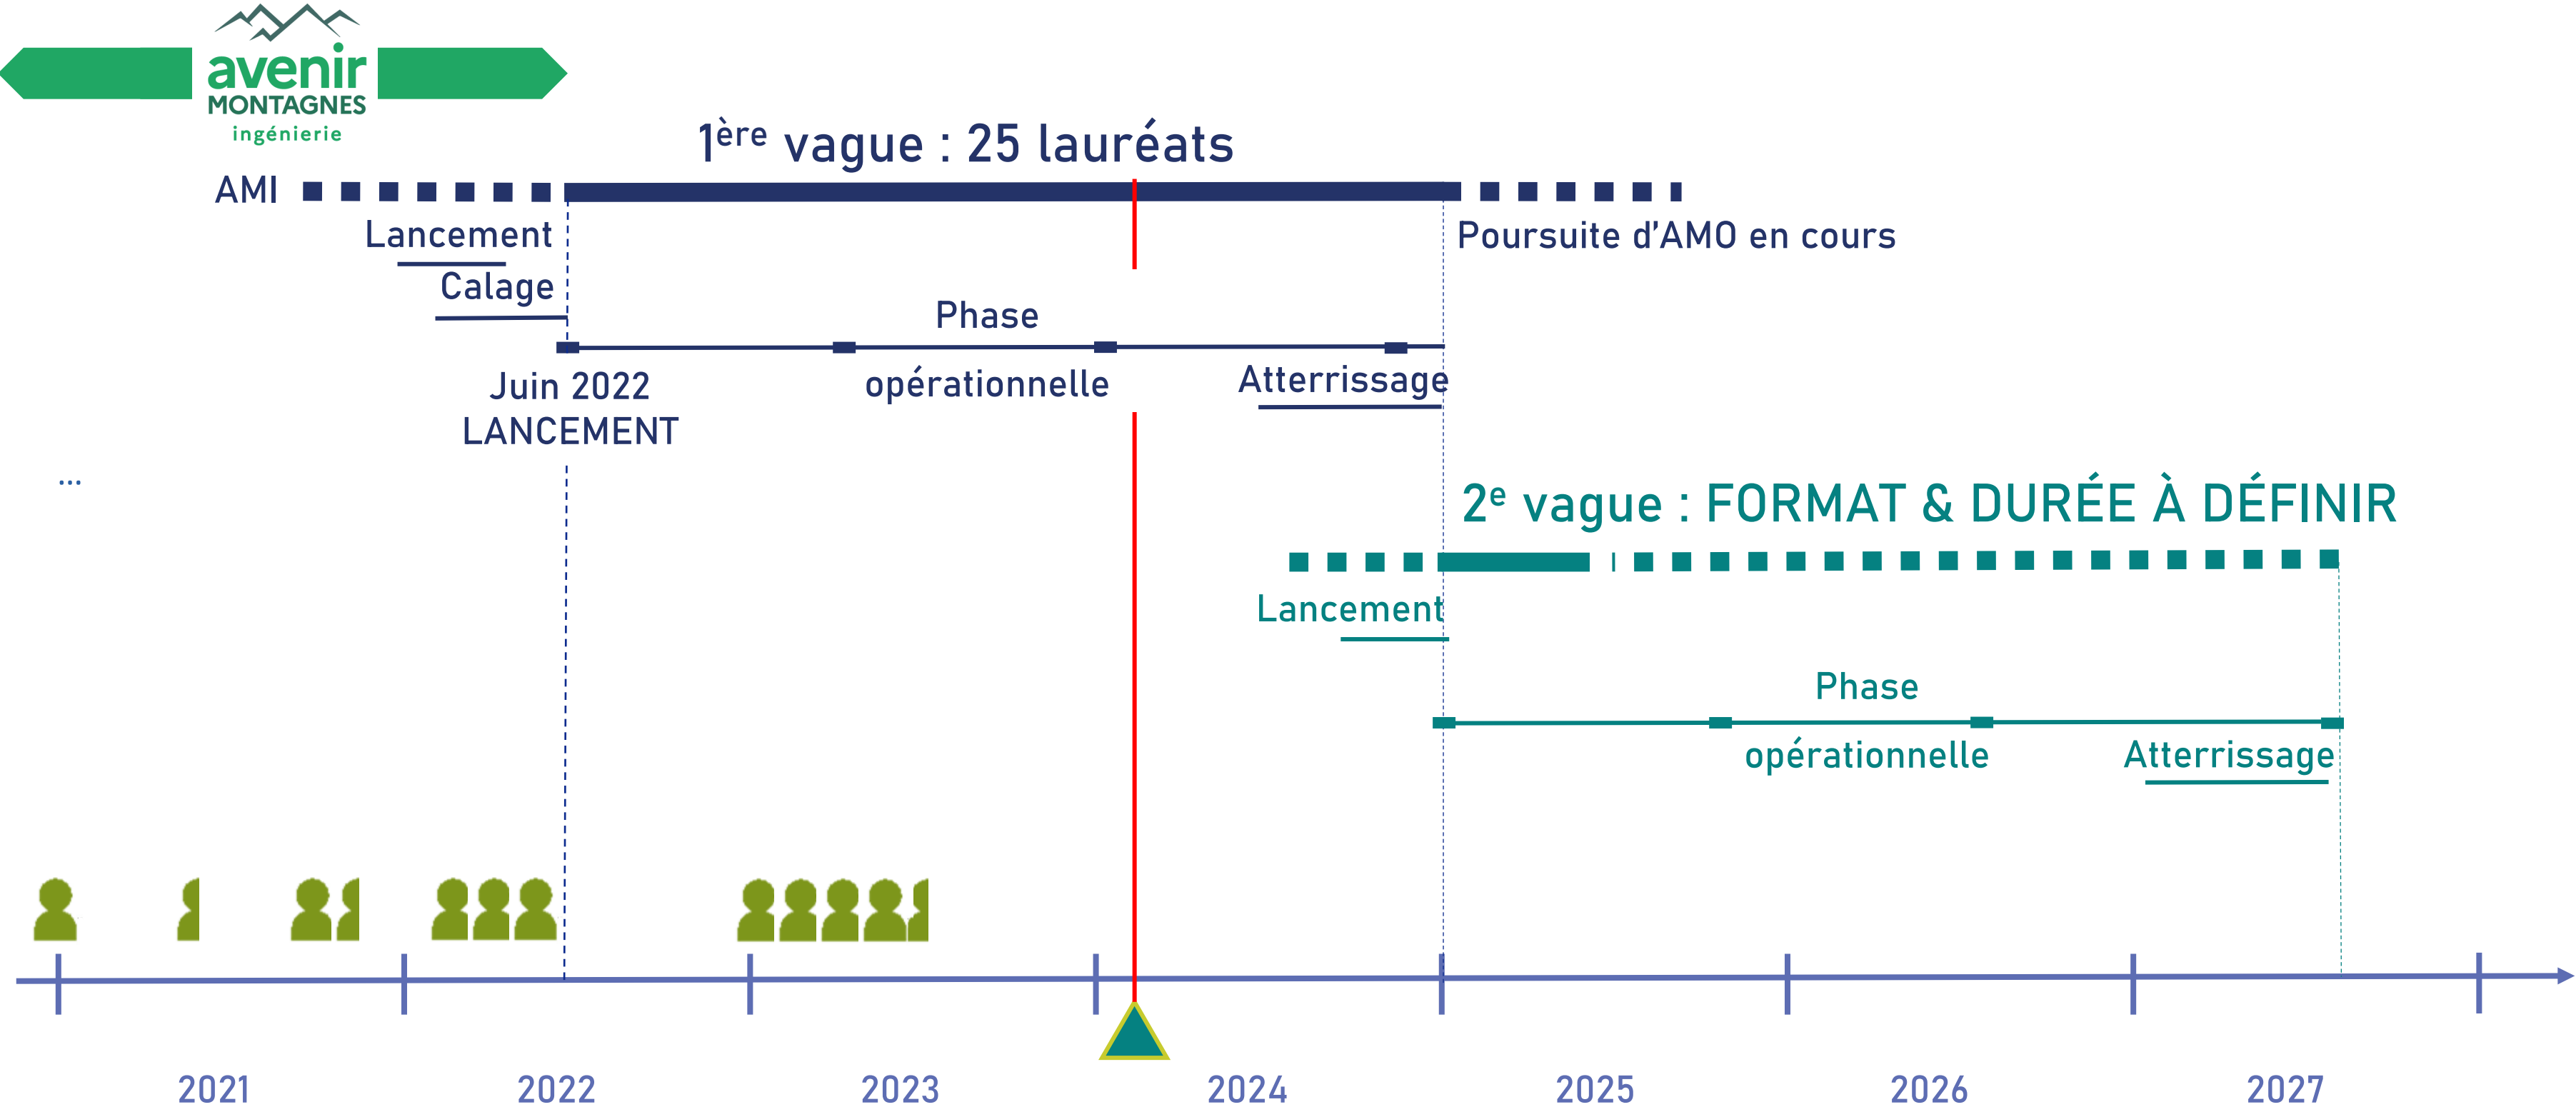 avenir
MONTAGNES
ingénierie
1ère vague : 25 lauréats
AMI
Lancement
Poursuite d’AMO en cours
Calage
Phase
opérationnelle
Atterrissage
Juin 2022
LANCEMENT
...
2e vague : FORMAT & DURÉE À DÉFINIR
Lancement
Phase
opérationnelle
Atterrissage
2021 2022 2023 2024 2025 2026 2027